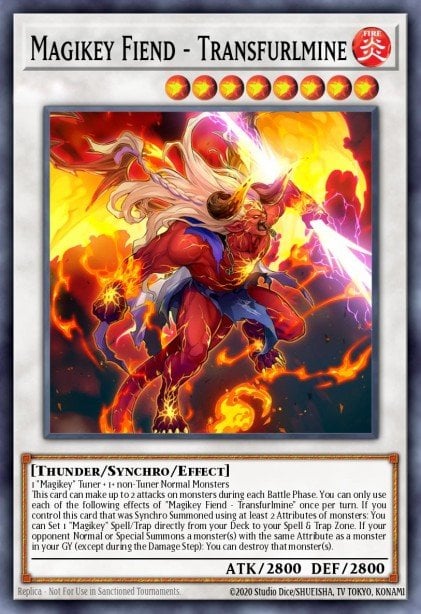 Magikey Fiend - Transfurlmine
FIRE
炎
[Thunder/Synchro/Effect]
1 "Magikey" Tuner + 1+ non-Tuner Normal Monsters
This card can make up to 2 attacks on monsters during each Battle Phase. You can only use
each of the following effects of "Magikey Fiend - Transfurlmine" once per turn. If you
control this card that was Synchro Summoned using at least 2 Attributes of monsters: You
can Set 1 "Magikey" Spell/Trap directly from your Deck to your Spell & Trap Zone. If your
opponent Normal or Special Summons a monster(s) with the same Attribute as a monster
in your GY (except during the Damage Step): You can destroy that monster(s).
ATK/2800 DEF/2800
Replica - Not For Use in Sanctioned Tournaments. ©2020 Studio Dice/SHUEISHA, TV TOKYO, KONAMI